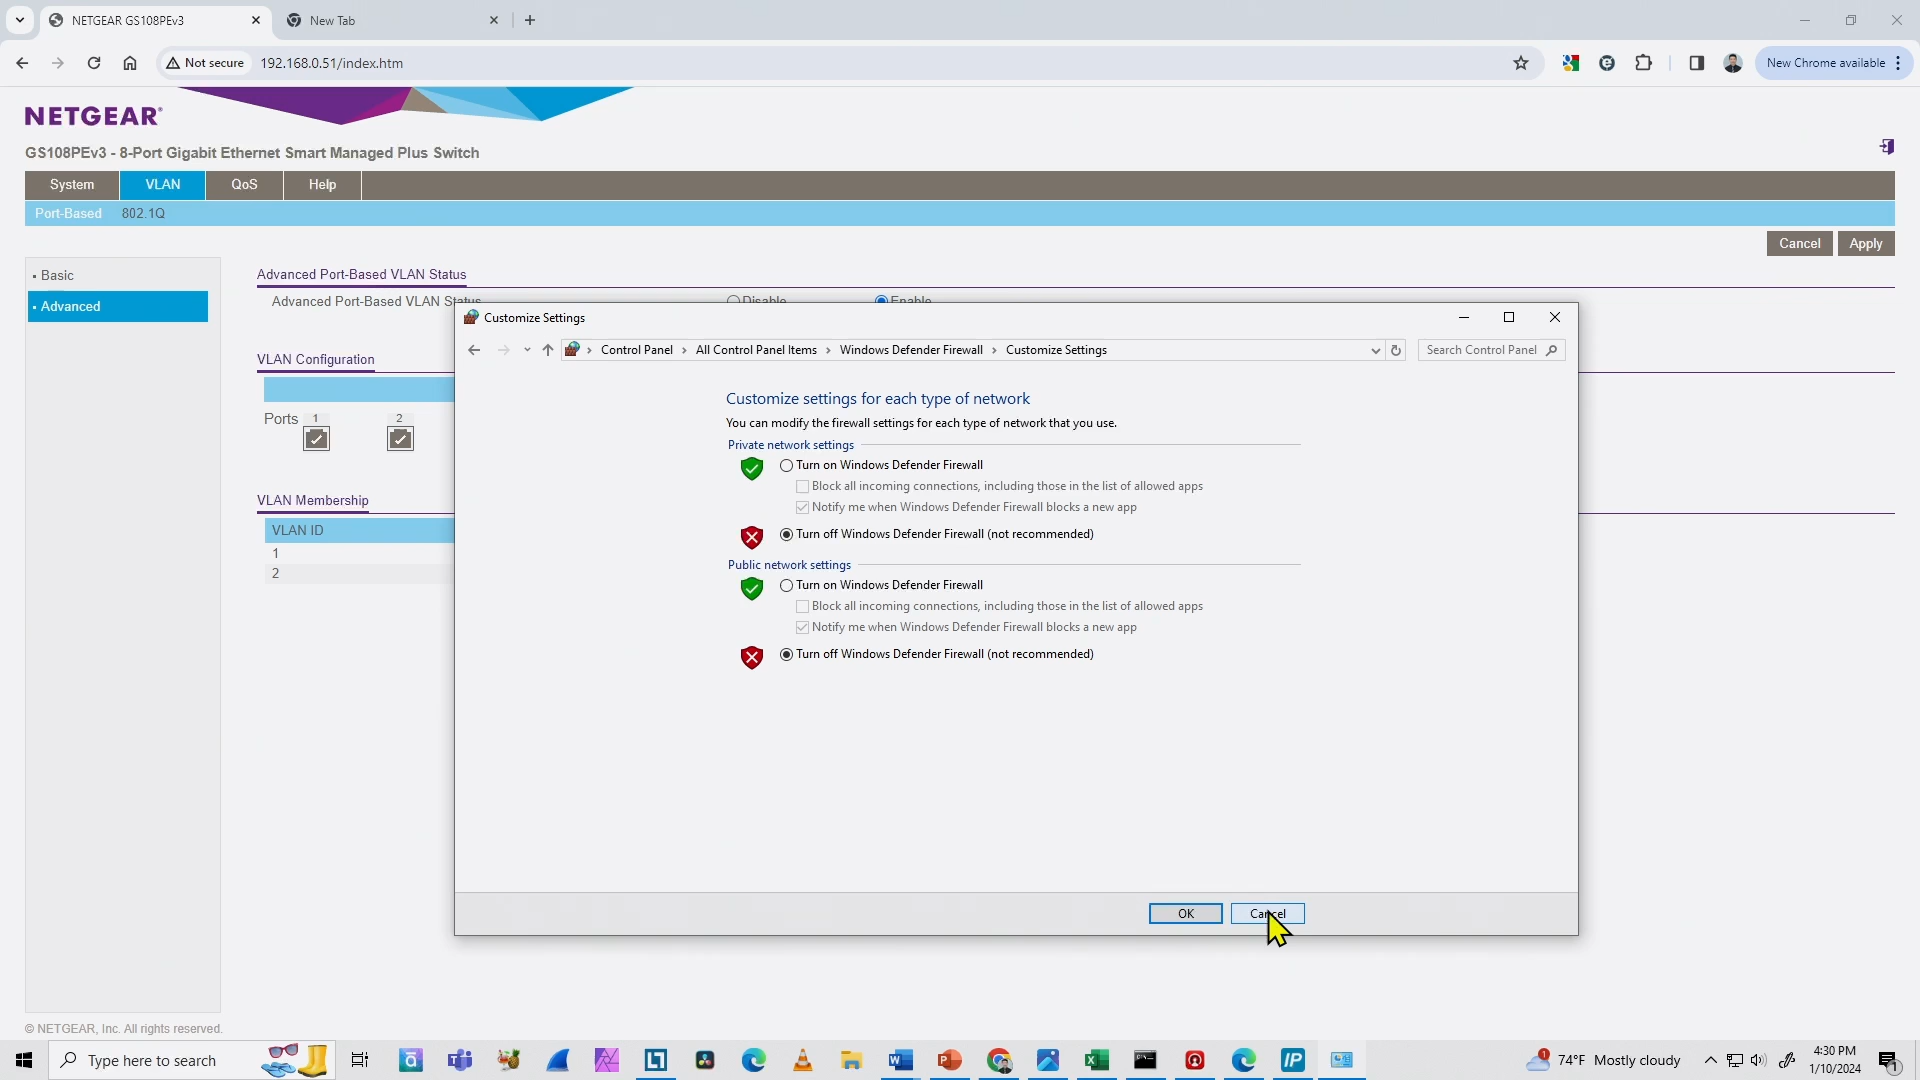 NETGEAR GS108PEv3
New Tab
Not secure
192.168.0.51/index.htm
New Chrome available
NETGEAR®
GS108PEv3 - 8-Port Gigabit Ethernet Smart Managed Plus Switch
System
VLAN
QoS
Help
Port-Based
802.1Q
Cancel
Apply
Basic
Advanced
Advanced Port-Based VLAN Status
Advanced Port-Based VLAN Status
Disable
Enable
VLAN Configuration
Ports
1
2
VLAN Membership
VLAN ID
1
2
Customize Settings
Control Panel
All Control Panel Items
Windows Defender Firewall
Customize Settings
Search Control Panel
Customize settings for each type of network
You can modify the firewall settings for each type of network that you use.
Private network settings
Turn on Windows Defender Firewall
Block all incoming connections, including those in the list of allowed apps
Notify me when Windows Defender Firewall blocks a new app
Turn off Windows Defender Firewall (not recommended)
Public network settings
Turn on Windows Defender Firewall
Block all incoming connections, including those in the list of allowed apps
Notify me when Windows Defender Firewall blocks a new app
Turn off Windows Defender Firewall (not recommended)
OK
Cancel
© NETGEAR, Inc. All rights reserved.
Type here to search
IP
1
74°F Mostly cloudy
4:30 PM
1/10/2024
1